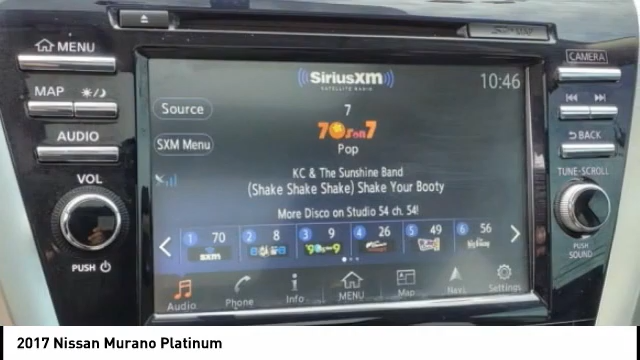 MENU
CAMERA
MAP
AUDIO
BACK
VOL
TUNE-SCROLL
PUSH
PUSH
SOUND
SiriusXM
SATELLITE RADIO
10:46
Source
7
70s on 7
SXM Menu
Pop
KC & The Sunshine Band
(Shake Shake Shake) Shake Your Booty
More Disco on Studio 54 ch. 54!
1 70 2 8 3 9 4 26 5 49 6 56
sxm
Audio Phone Info MENU Map Navi Settings
2017 Nissan Murano Platinum